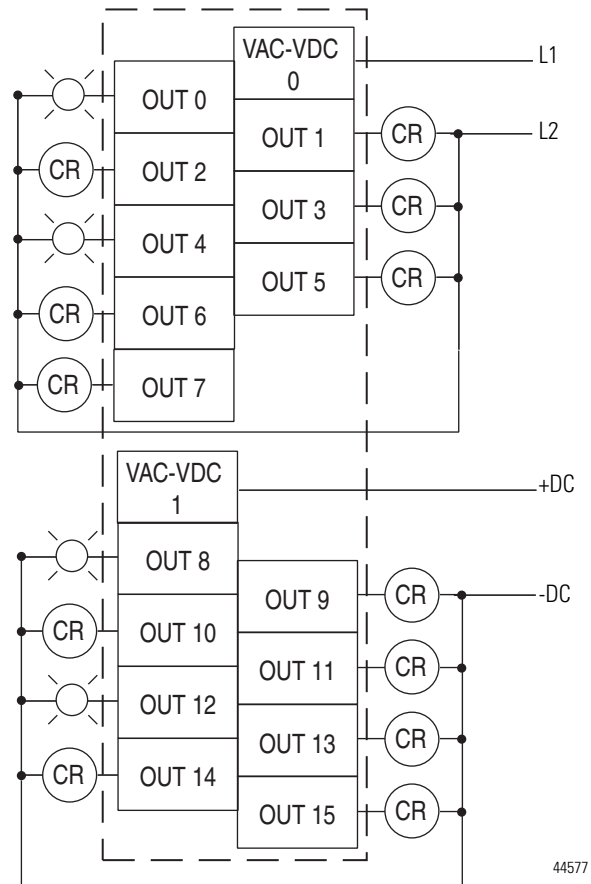 VAC-VDC
0
L1
OUT 0
OUT 1
CR
L2
CR
OUT 2
OUT 3
CR
OUT 4
OUT 5
CR
CR
OUT 6
CR
OUT 7
VAC-VDC
1
+DC
OUT 8
OUT 9
CR
-DC
CR
OUT 10
OUT 11
CR
OUT 12
OUT 13
CR
CR
OUT 14
OUT 15
CR
44577